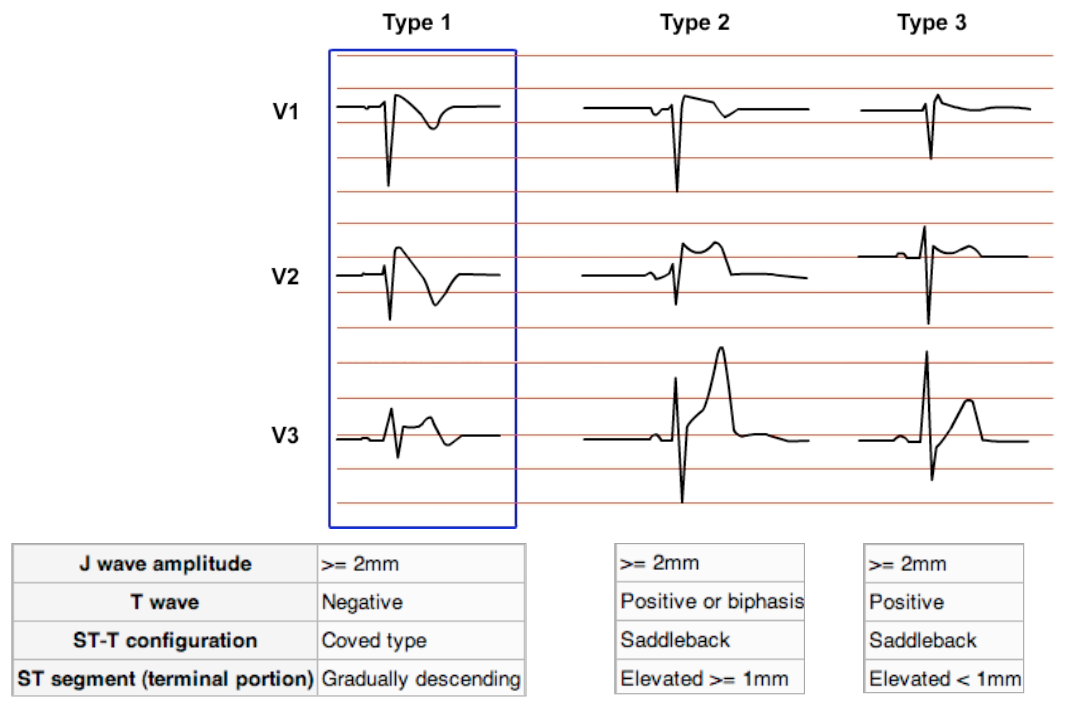 Type 1 Type 2 Type 3
V1
V2
V3
J wave amplitude >= 2mm >= 2mm >= 2mm
T wave Negative Positive or biphasis Positive
ST-T configuration Coved type Saddleback Saddleback
ST segment (terminal portion) Gradually descending Elevated >= 1mm Elevated < 1mm